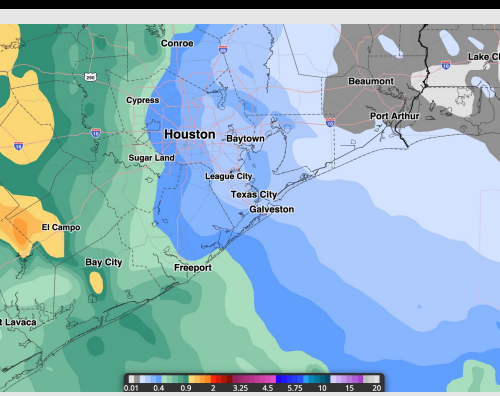 Conroe
Lake C
290
Beaumont
Cypress
Port Arthur
Houston
Baytown
Sugar Land
League City
Texas City
Galveston
El Campo
Bay City
Freeport
t Lavaca
0.01 0.4 0.9 2 3.25 4.5 5.75 10 15 20